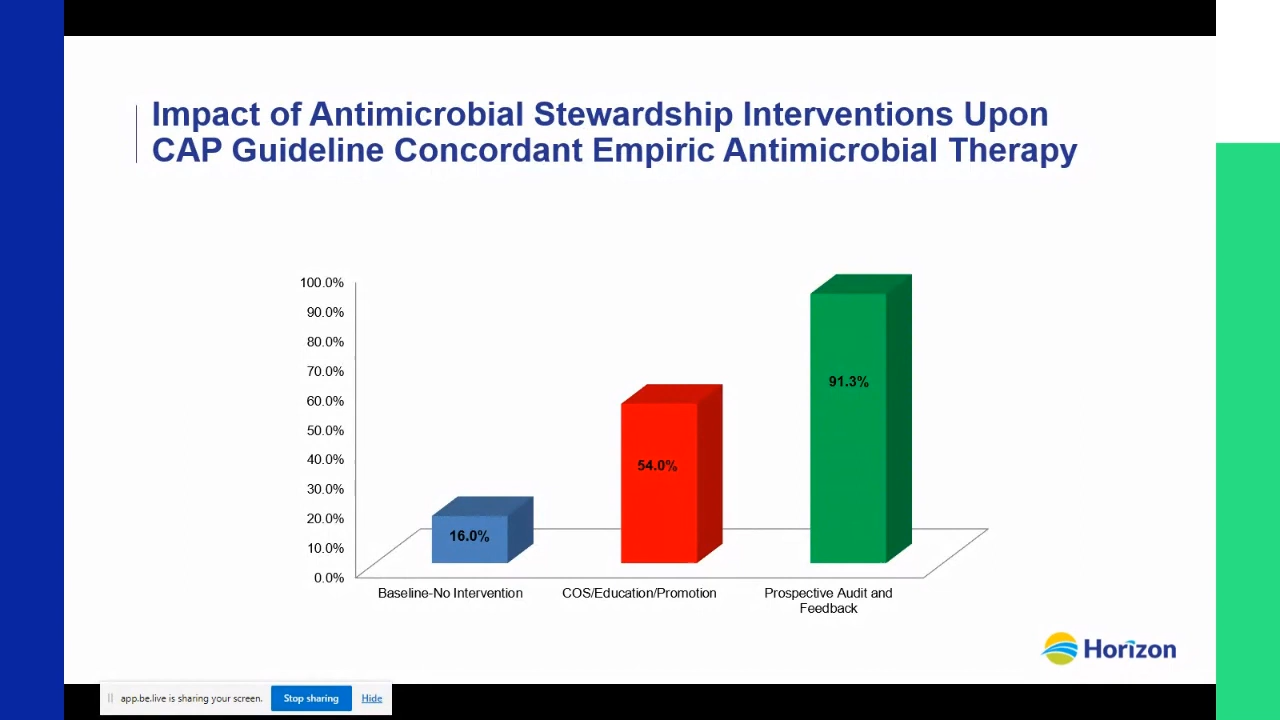 Impact of Antimicrobial Stewardship Interventions Upon
CAP Guideline Concordant Empiric Antimicrobial Therapy
100.0%
90.0%
80.0%
70.0%
60.0%
50.0%
40.0%
30.0%
20.0%
10.0%
0.0%
16.0%
54.0%
91.3%
Baseline-No Intervention
COS/Education/Promotion
Prospective Audit and
Feedback
Horizon
app.be.live is sharing your screen.
Stop sharing
Hide